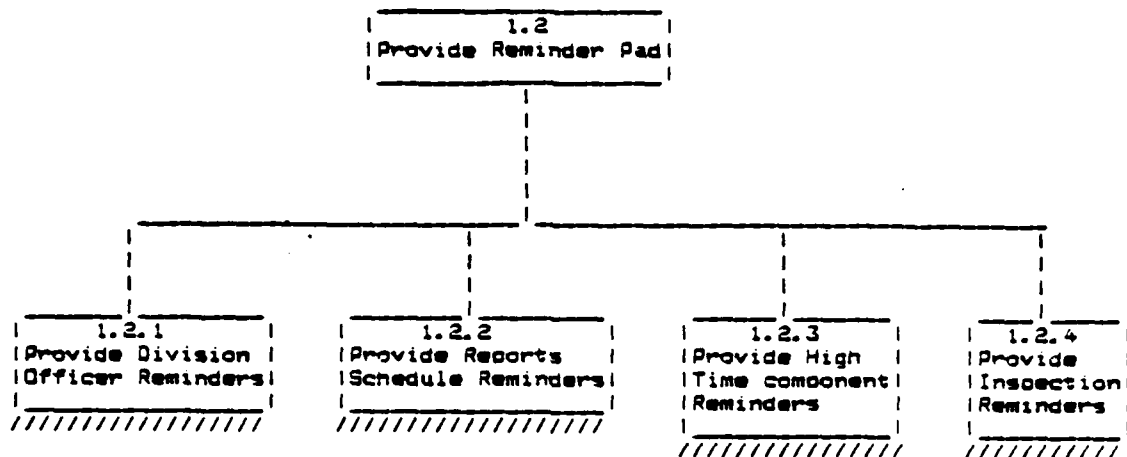 1.2
Provide Reminder Pad
1.2.1
Provide Division
Officer Reminders
1.2.2
Provide Reports
Schedule Reminders
1.2.3
Provide High
Time component
Reminders
1.2.4
Provide
Inspection
Reminders